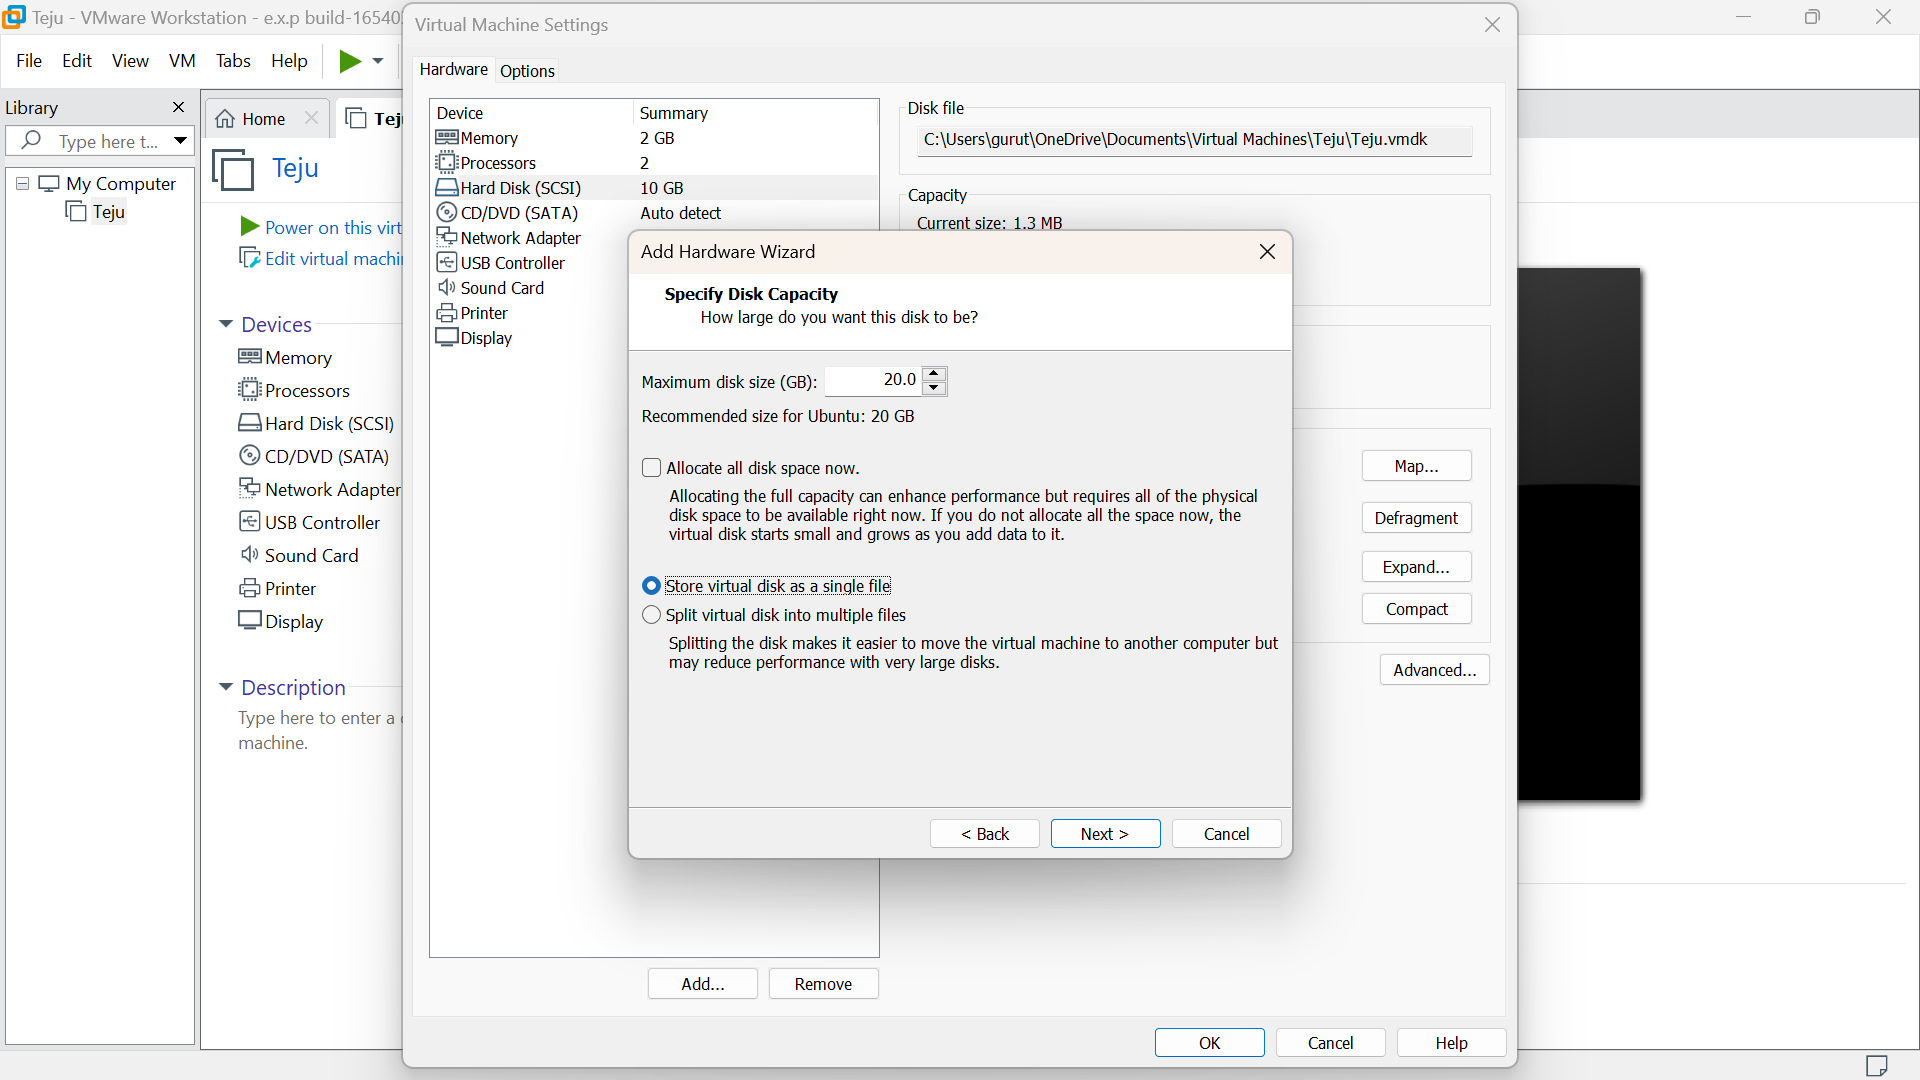 Teju - VMware Workstation - e.x.p build-16540
File Edit View VM Tabs Help
Library
Type here t...
My Computer
Teju
Home
Teju
Power on this virt
Edit virtual machi
Devices
Memory
Processors
Hard Disk (SCSI)
CD/DVD (SATA)
Network Adapter
USB Controller
Sound Card
Printer
Display
Description
Type here to enter a
machine.
Virtual Machine Settings
Hardware Options
Device Summary
Memory 2 GB
Processors 2
Hard Disk (SCSI) 10 GB
CD/DVD (SATA) Auto detect
Network Adapter
USB Controller
Sound Card
Printer
Display
Add... Remove
Disk file
C:\Users\gurut\OneDrive\Documents\Virtual Machines\Teju\Teju.vmdk
Capacity
Current size: 1.3 MB
Map...
Defragment
Expand...
Compact
Advanced...
OK Cancel Help
Add Hardware Wizard
Specify Disk Capacity
How large do you want this disk to be?
Maximum disk size (GB): 20.0
Recommended size for Ubuntu: 20 GB
Allocate all disk space now.
Allocating the full capacity can enhance performance but requires all of the physical
disk space to be available right now. If you do not allocate all the space now, the
virtual disk starts small and grows as you add data to it.
Store virtual disk as a single file
Split virtual disk into multiple files
Splitting the disk makes it easier to move the virtual machine to another computer but
may reduce performance with very large disks.
< Back Next > Cancel